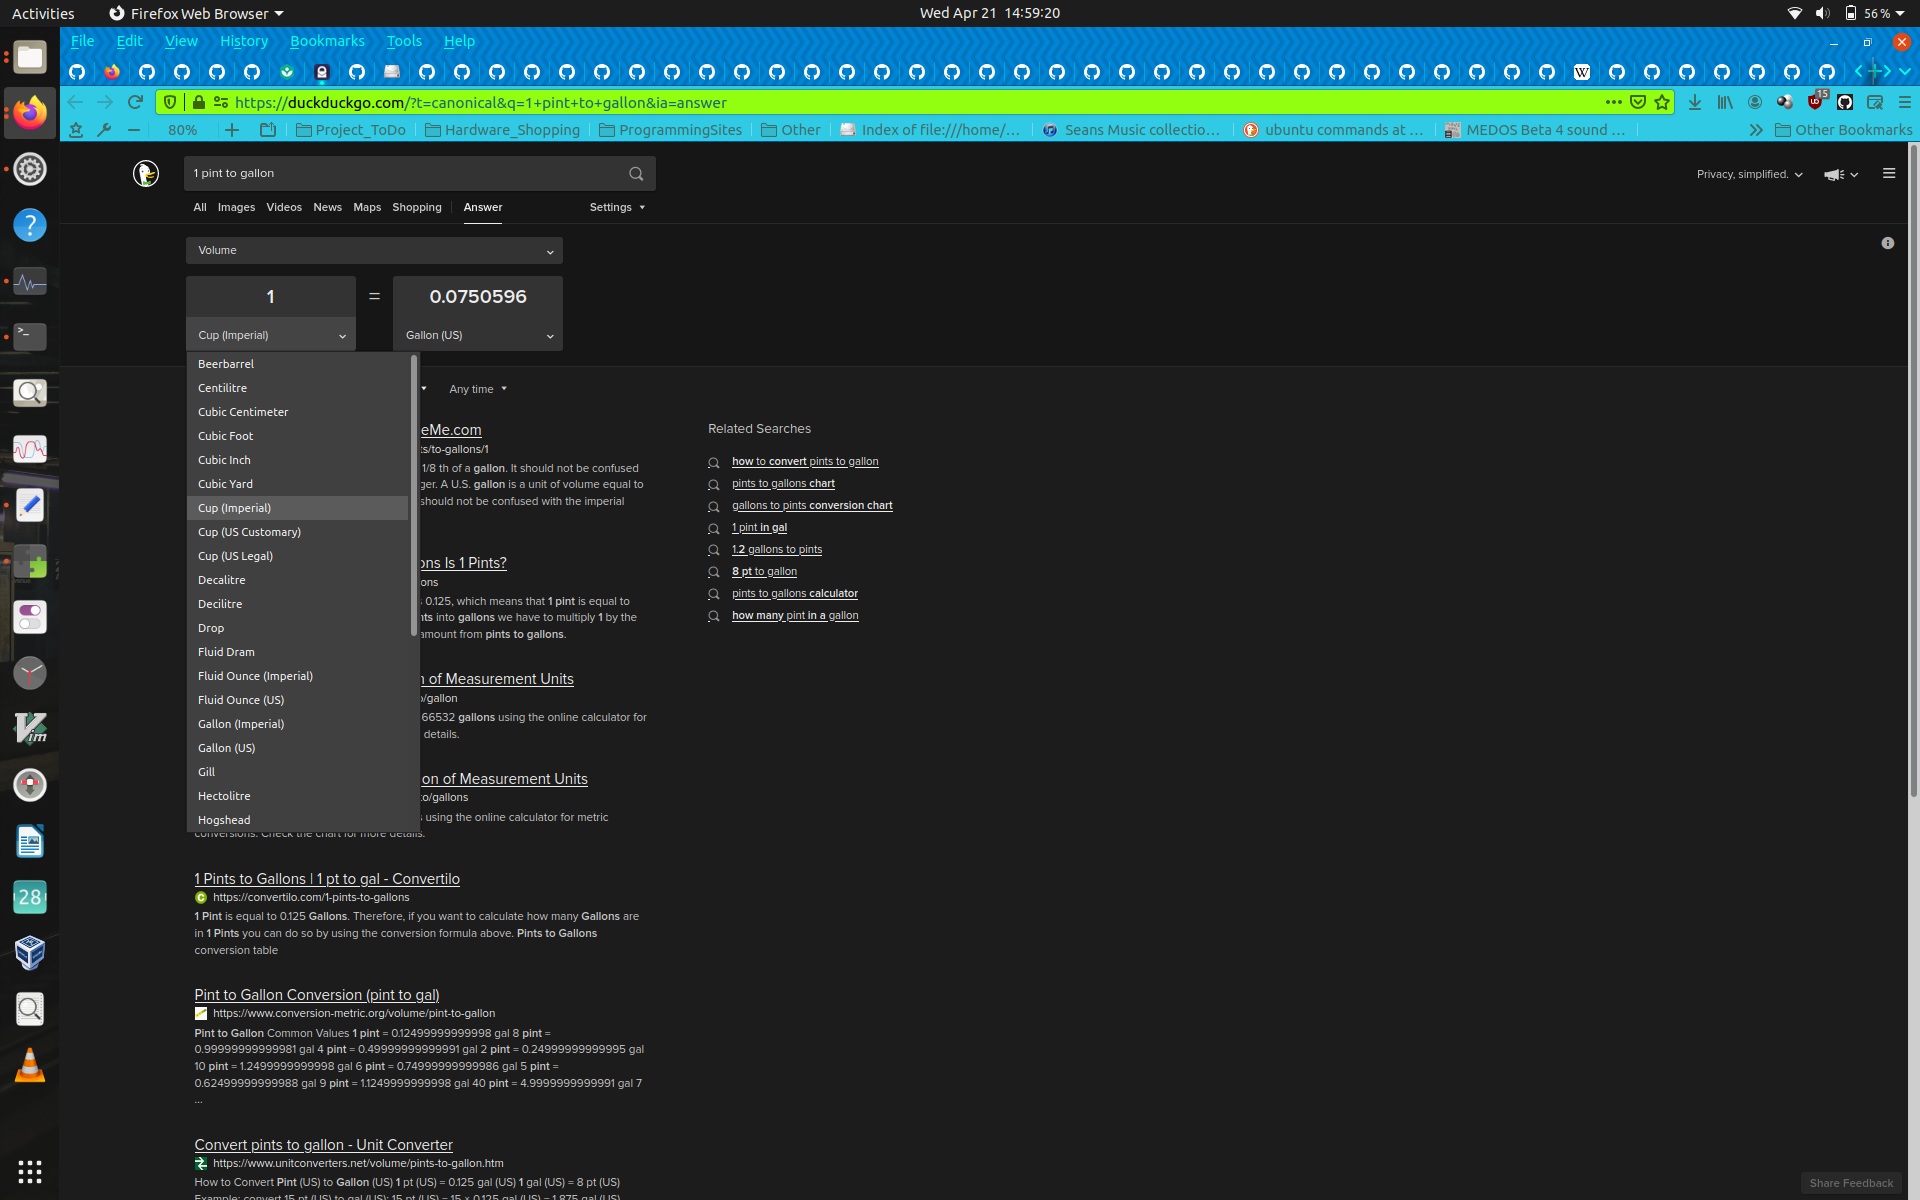 Activities
Firefox Web Browser
Wed Apr 21 14:59:20
56 %
File Edit View History Bookmarks Tools Help
https://duckduckgo.com/?t=canonical&q=1+pint+to+gallon&ia=answer
15
80%
Project_ToDo
Hardware_Shopping
ProgrammingSites
Other
Index of file:///home/...
Seans Music collectio...
ubuntu commands at ...
MEDOS Beta 4 sound ...
Other Bookmarks
1 pint to gallon
Privacy, simplified.
All Images Videos News Maps Shopping Answer Settings
Volume
1 = 0.0750596
Cup (Imperial)
Gallon (US)
Beerbarrel
Centilitre
Cubic Centimeter
Cubic Foot
Cubic Inch
Cubic Yard
Cup (Imperial)
Cup (US Customary)
Cup (US Legal)
Decalitre
Decilitre
Drop
Fluid Dram
Fluid Ounce (Imperial)
Fluid Ounce (US)
Gallon (Imperial)
Gallon (US)
Gill
Hectolitre
Hogshead
Any time
eMe.com
ts/to-gallons/1
1/8 th of a gallon. It should not be confused
ger. A U.S. gallon is a unit of volume equal to
should not be confused with the imperial
ons Is 1 Pints?
ons
0.125, which means that 1 pint is equal to
nts into gallons we have to multiply 1 by the
amount from pints to gallons.
n of Measurement Units
o/gallon
66532 gallons using the online calculator for
details.
on of Measurement Units
to/gallons
using the online calculator for metric
conversions. Check the chart for more details.
1 Pints to Gallons | 1 pt to gal - Convertilo
https://convertilo.com/1-pints-to-gallons
1 Pint is equal to 0.125 Gallons. Therefore, if you want to calculate how many Gallons are
in 1 Pints you can do so by using the conversion formula above. Pints to Gallons
conversion table
Pint to Gallon Conversion (pint to gal)
https://www.conversion-metric.org/volume/pint-to-gallon
Pint to Gallon Common Values 1 pint = 0.12499999999998 gal 8 pint =
0.99999999999981 gal 4 pint = 0.49999999999991 gal 2 pint = 0.24999999999995 gal
10 pint = 1.2499999999998 gal 6 pint = 0.74999999999986 gal 5 pint =
0.62499999999988 gal 9 pint = 1.1249999999998 gal 40 pint = 4.9999999999991 gal 7
...
Convert pints to gallon - Unit Converter
https://www.unitconverters.net/volume/pints-to-gallon.htm
How to Convert Pint (US) to Gallon (US) 1 pt (US) = 0.125 gal (US) 1 gal (US) = 8 pt (US)
Example: convert 15 pt (US) to gal (US): 15 pt (US) = 15 × 0.125 gal (US) = 1.875 gal (US)
Related Searches
how to convert pints to gallon
pints to gallons chart
gallons to pints conversion chart
1 pint in gal
1.2 gallons to pints
8 pt to gallon
pints to gallons calculator
how many pint in a gallon
28
Share Feedback